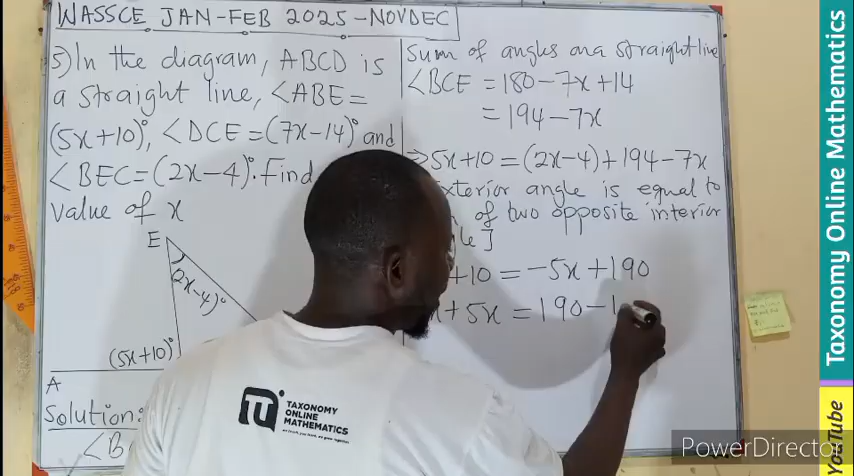 WASSCE JAN-FEB 2025-NOVDEC
5) In the diagram, ABCD is
a straight line, ∠ABE=
(5x+10)°, ∠DCE=(7x-14)° and
∠BEC=(2x-4)°. Find
value of x
E
(2x-4)°
(5x+10)°
A
Solution:
Sum of angles on a straight line
∠BCE = 180-7x+14
= 194-7x
⇒ 5x+10 = (2x-4)+194-7x
exterior angle is equal to
of two opposite interior
]
+10 = -5x+190
+5x = 190-1
TAXONOMY
ONLINE
MATHEMATICS
Taxonomy Online Mathematics
YouTube
PowerDirector